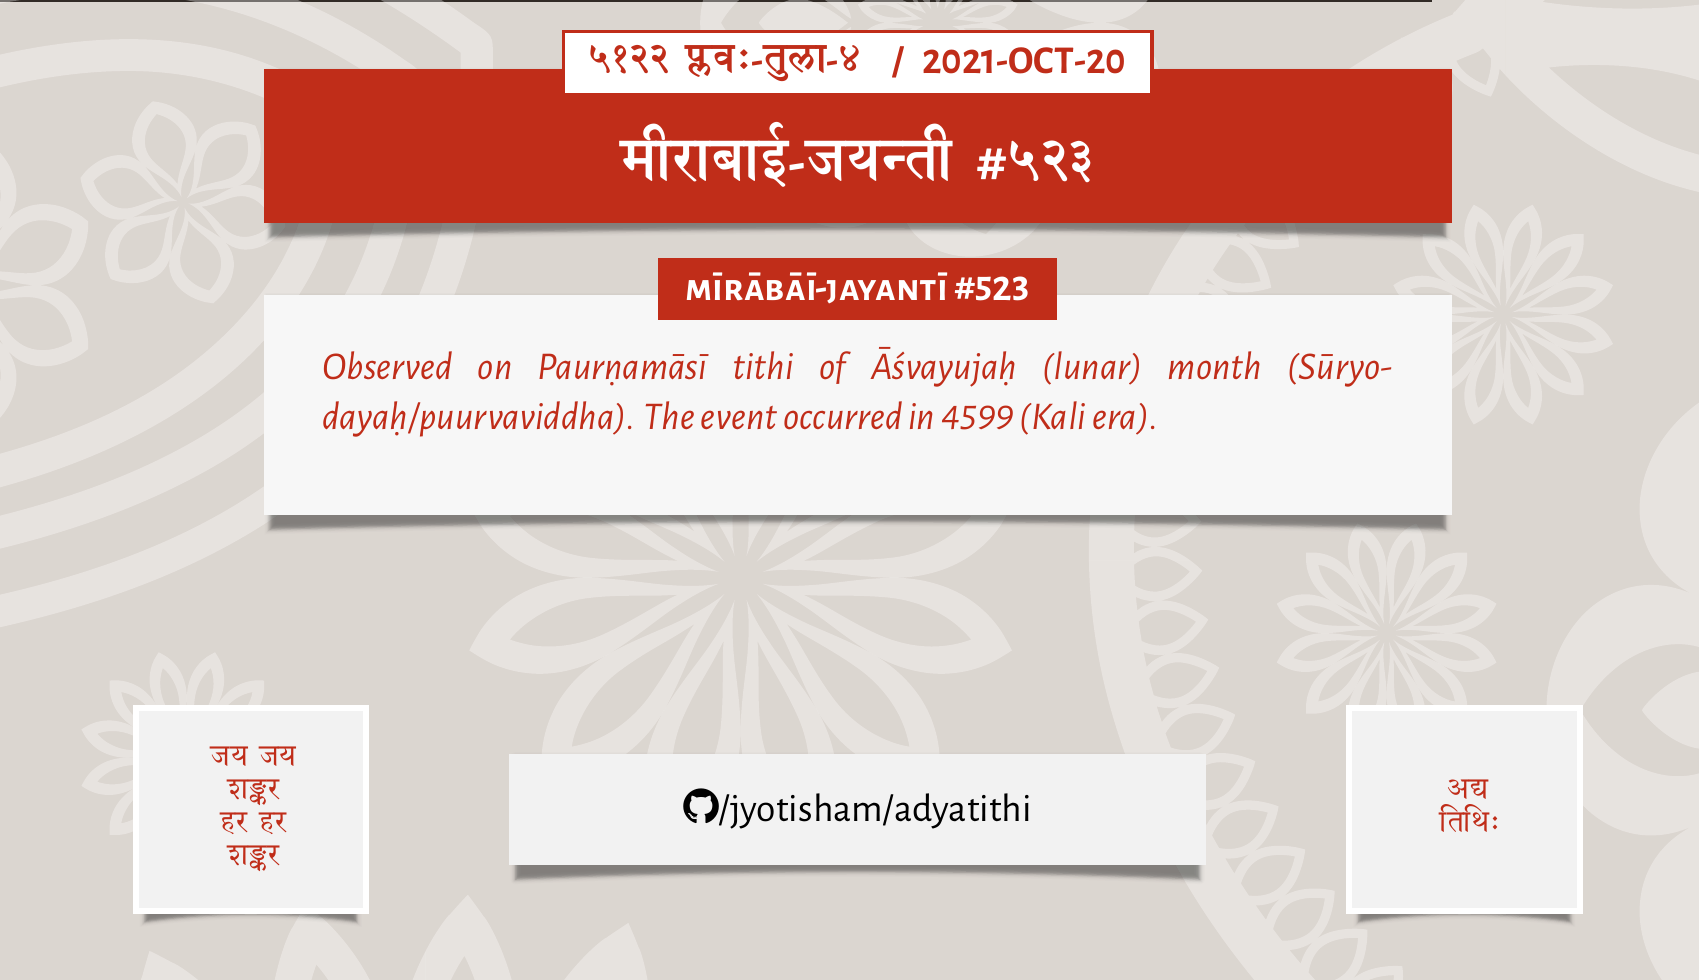 ५१२२ प्लवः-तुला-४ / 2021-OCT-20
मीराबाई-जयन्ती #५२३
MĪRĀBĀĪ-JAYANTĪ #523
Observed on Paurṇamāsī tithi of Āśvayujaḥ (lunar) month (Sūryo-
dayaḥ/puurvaviddha). The event occurred in 4599 (Kali era).
जय जय
शङ्कर
हर हर
शङ्कर
/jyotisham/adyatithi
अद्य
तिथिः